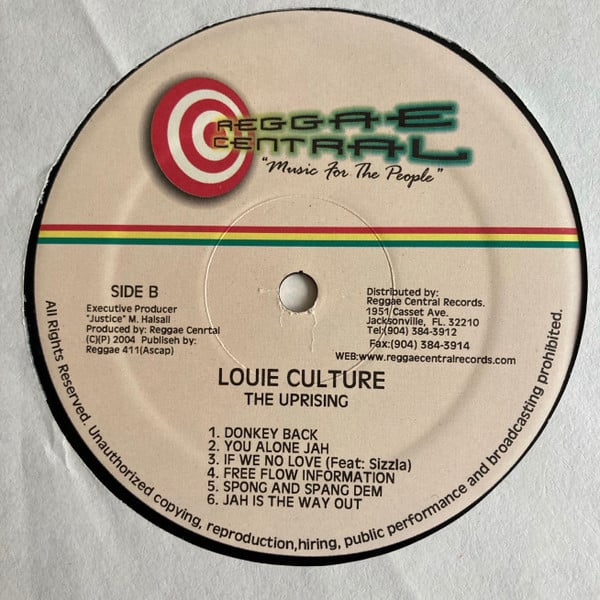 REGGAE
CENTRAL
"Music For The People"
SIDE B
Executive Producer
"Justice" M. Halsall
Produced by: Reggae Cenrtal
(C)(P) 2004 Publiseh by:
Reggae 411(Ascap)
Distributed by:
Reggae Central Records.
1951 Casset Ave.
Jacksonville, FL. 32210
Tel:(904) 384-3912
Fax:(904) 384-3914
WEB:www.reggaecentralrecords.com
LOUIE CULTURE
THE UPRISING
1. DONKEY BACK
2. YOU ALONE JAH
3. IF WE NO LOVE (Feat: Sizzla)
4. FREE FLOW INFORMATION
5. SPONG AND SPANG DEM
6. JAH IS THE WAY OUT
All Rights Reserved. Unauthorized copying, reproduction,hiring, public performance and broadcasting prohibited.